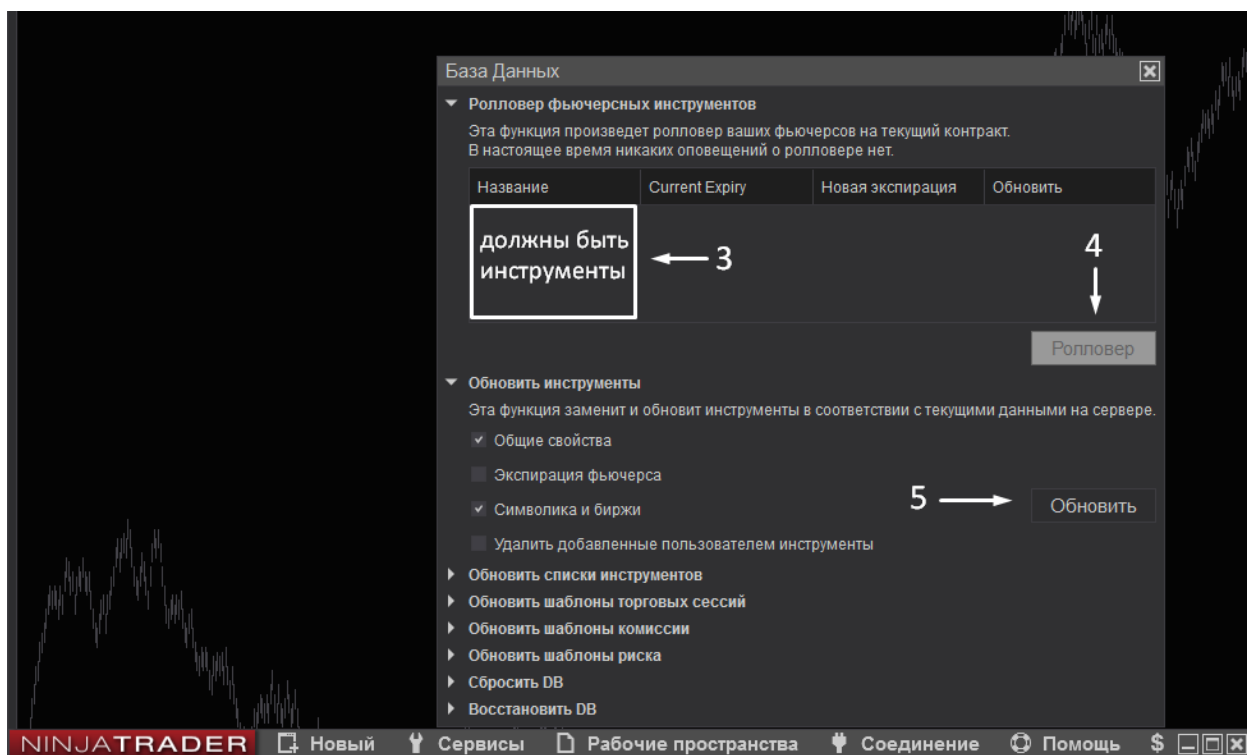 База Данных
Ролловер фьючерсных инструментов
Эта функция произведет ролловер ваших фьючерсов на текущий контракт.
В настоящее время никаких оповещений о ролловере нет.
Название Current Expiry Новая экспирация Обновить
должны быть
инструменты
3
4
Ролловер
Обновить инструменты
Эта функция заменит и обновит инструменты в соответствии с текущими данными на сервере.
Общие свойства
Экспирация фьючерса
Символика и биржи
5
Обновить
Удалить добавленные пользователем инструменты
Обновить списки инструментов
Обновить шаблоны торговых сессий
Обновить шаблоны комиссии
Обновить шаблоны риска
Сбросить DB
Восстановить DB
NINJATRADER Новый Сервисы Рабочие пространства Соединение Помощь $